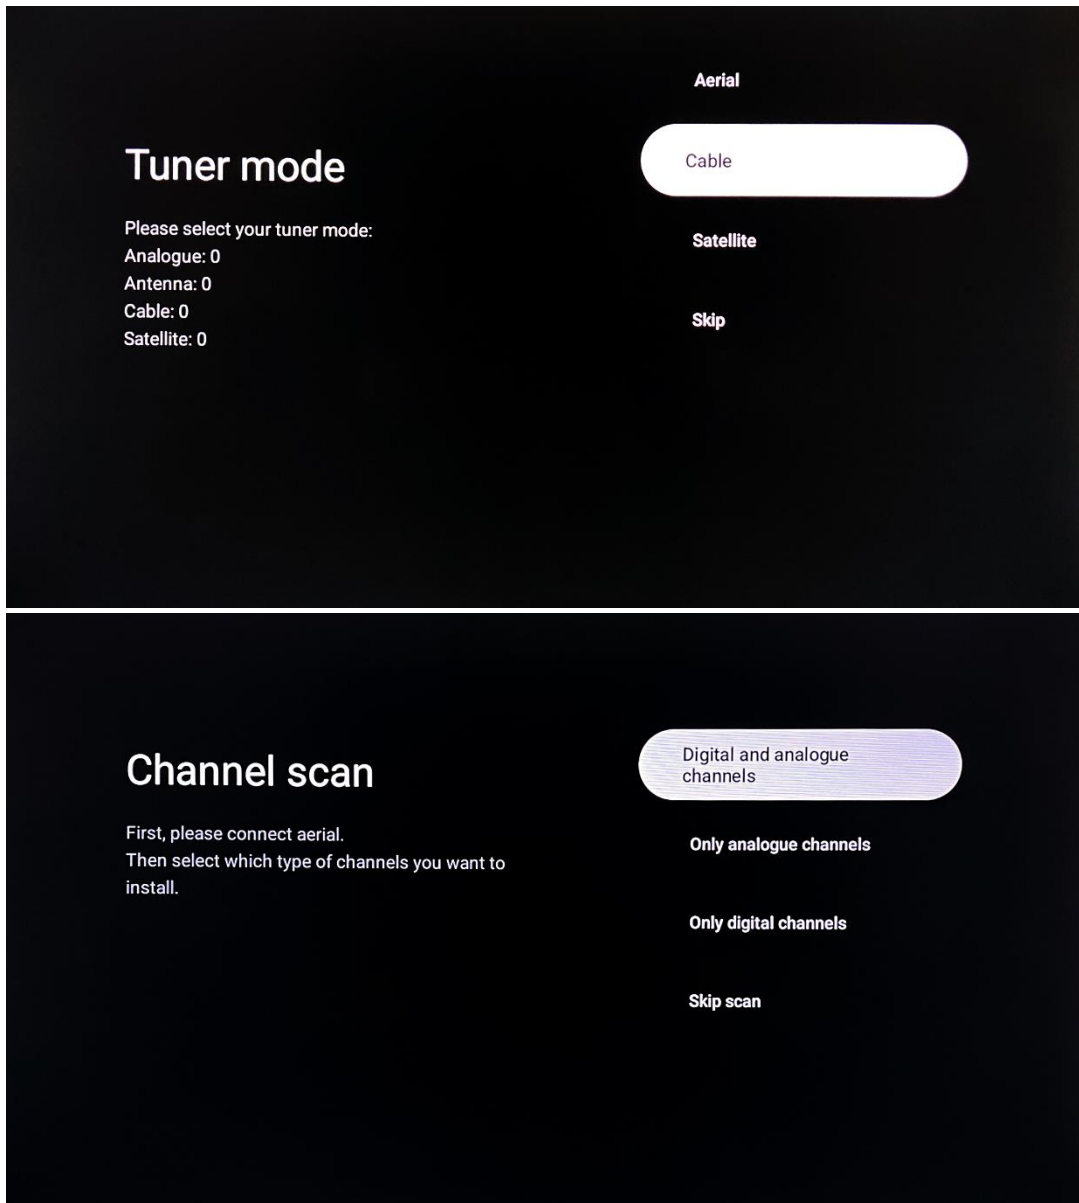 Tuner mode
Please select your tuner mode:
Analogue: 0
Antenna: 0
Cable: 0
Satellite: 0
Aerial
Cable
Satellite
Skip
Channel scan
First, please connect aerial.
Then select which type of channels you want to
install.
Digital and analogue
channels
Only analogue channels
Only digital channels
Skip scan